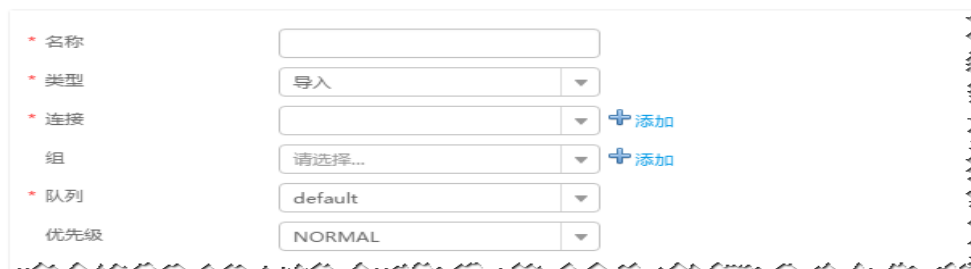 * 名称
* 类型 导入
* 连接 添加
组 请选择... 添加
* 队列 default
优先级 NORMAL